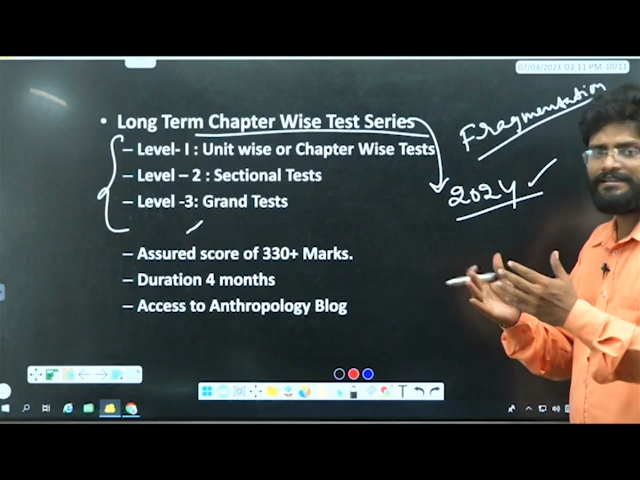 07/03/2023 03:11 PM 10/11
Fragmentation
• Long Term Chapter Wise Test Series
– Level- I : Unit wise or Chapter Wise Tests
– Level – 2 : Sectional Tests
2024
– Level -3: Grand Tests
– Assured score of 330+ Marks.
– Duration 4 months
– Access to Anthropology Blog